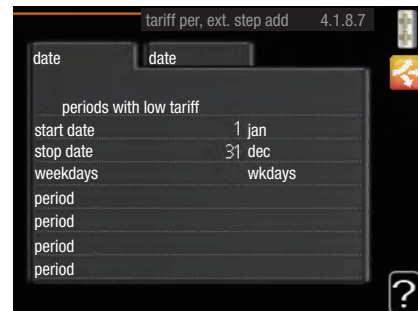 tariff per, ext. step add 4.1.8.7
date date
periods with low tariff
start date 1 jan
stop date 31 dec
weekdays wkdays
period
period
period
period
?